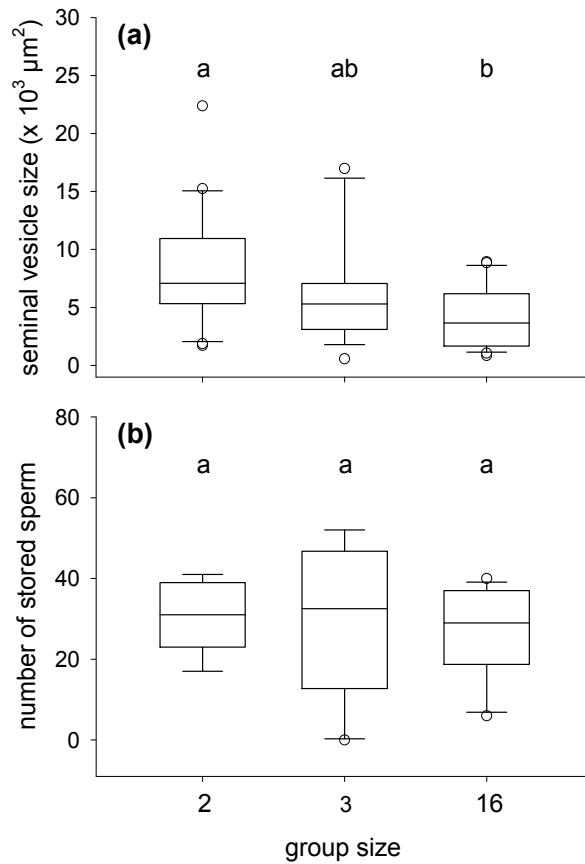 (a)
seminal vesicle size (x 10³ µm²)
30
25
20
15
10
5
0
a ab b
(b)
number of stored sperm
80
60
40
20
0
a a a
2 3 16
group size